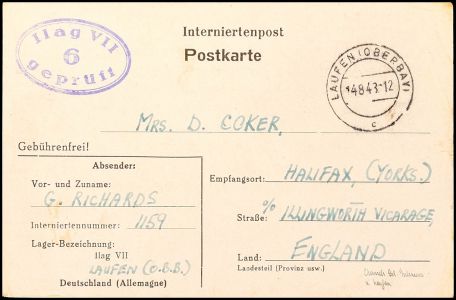 Ilag VII
6
geprüft
Interniertenpost
Postkarte
LAUFEN (OBERBAY)
-4.8.43.-12
c
MRS. D. COKER,
Gebührenfrei!
Absender:
Vor- und Zuname:
G. RICHARDS
Interniertennummer: 1159
Lager-Bezeichnung:
Ilag VII
LAUFEN (O.B.B.)
Deutschland (Allemagne)
Empfangsort: HALIFAX, (YORKS.)
Straße: c/o ILLINGWORTH VICARAGE,
Land: ENGLAND
Landesteil (Provinz usw.)